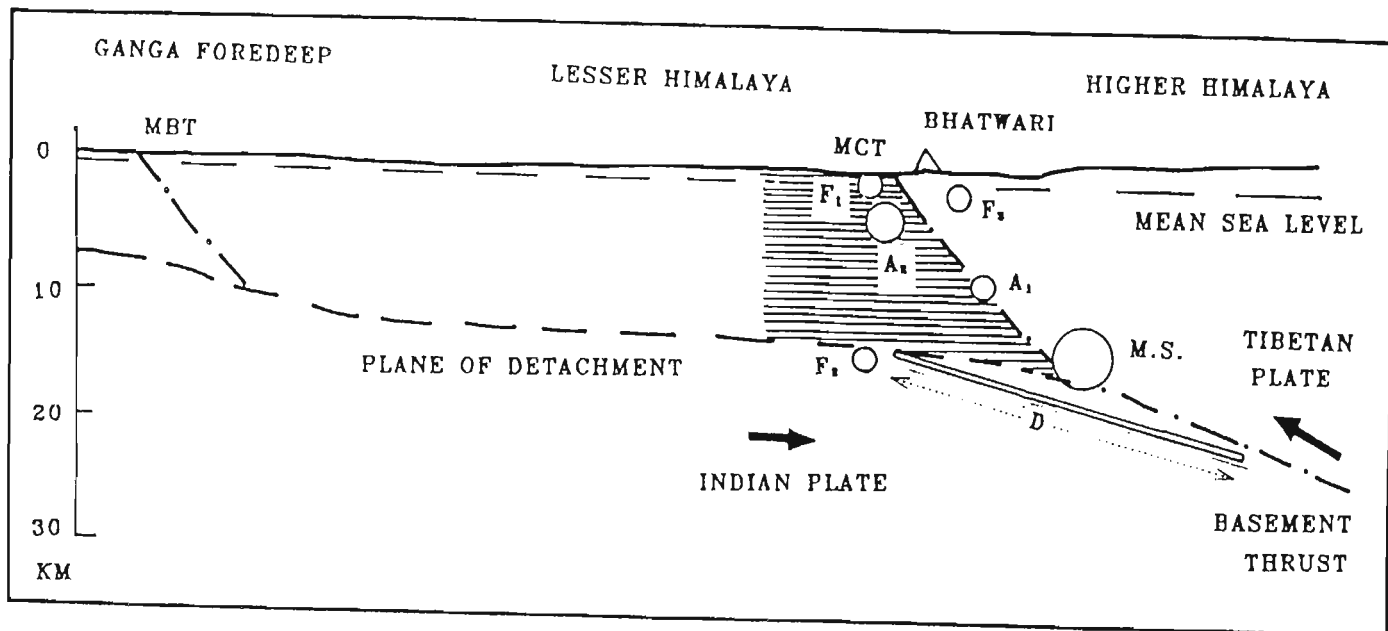 GANGA FOREDEEP
LESSER HIMALAYA
HIGHER HIMALAYA
MBT
MCT
BHATWARI
0
F₁
F₃
MEAN SEA LEVEL
A₂
A₁
10
M.S.
TIBETAN
PLATE
PLANE OF DETACHMENT
F₂
20
D
INDIAN PLATE
BASEMENT
THRUST
30
KM